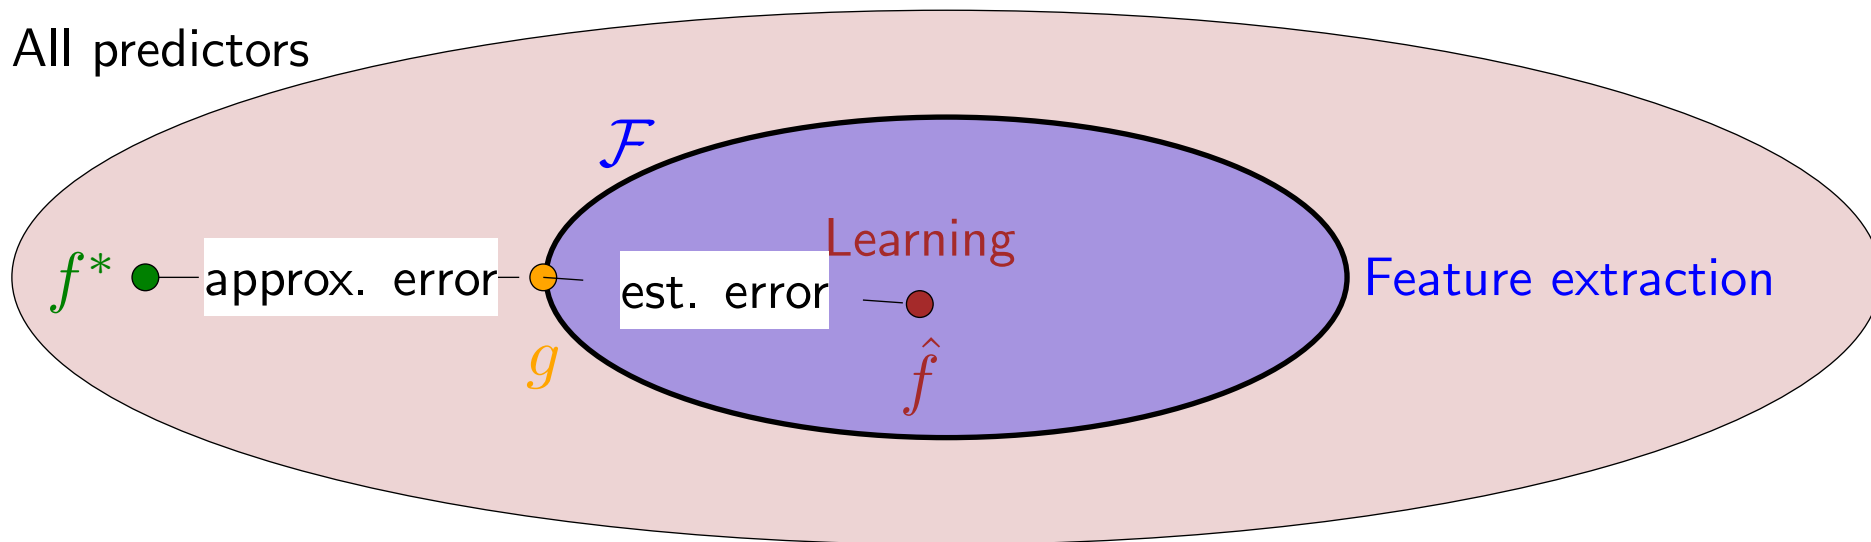 All predictors
ℱ
Learning
f* approx. error est. error Feature extraction
g
f̂